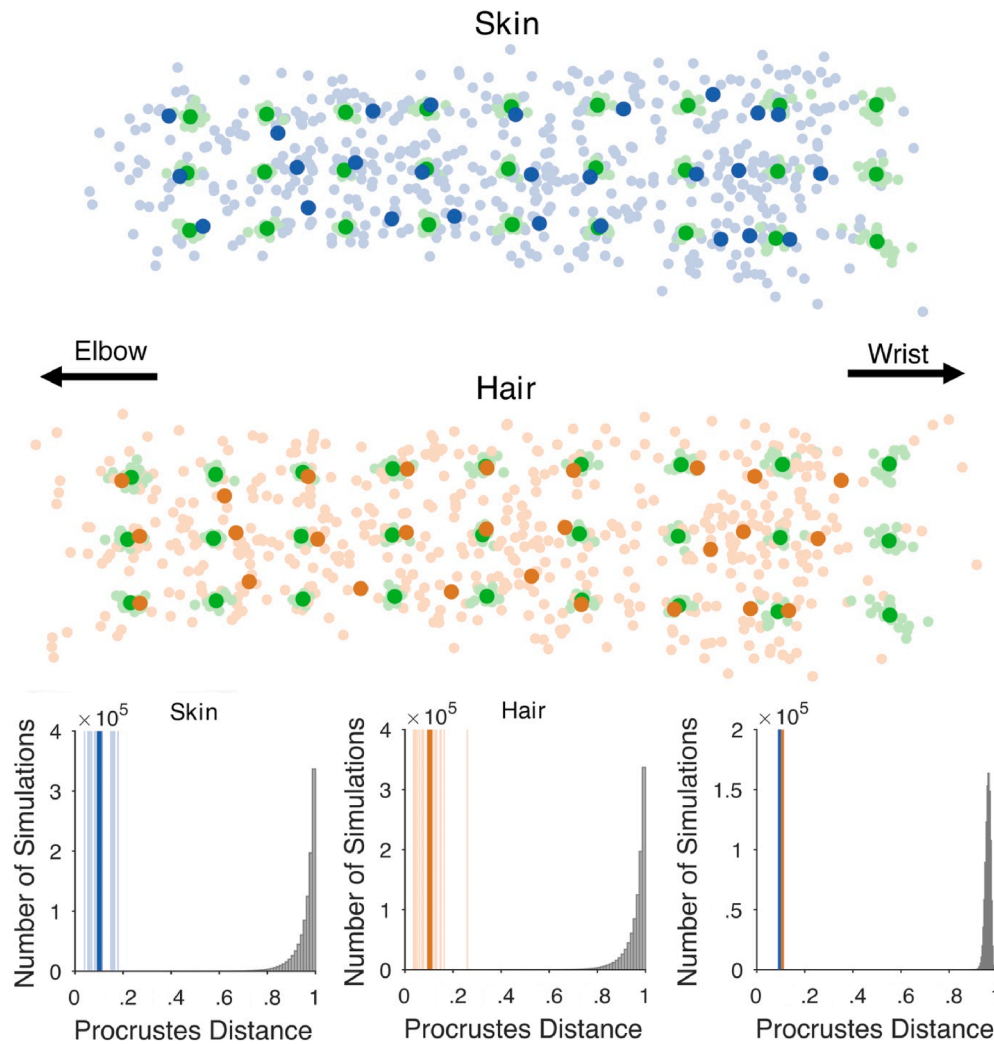 Skin
Elbow
Wrist
Hair
× 10⁵
Skin
4
3
2
1
0
Number of Simulations
0 .2 .4 .6 .8 1
Procrustes Distance
× 10⁵
Hair
4
3
2
1
0
Number of Simulations
0 .2 .4 .6 .8 1
Procrustes Distance
× 10⁵
2
1.5
1
.5
0
Number of Simulations
0 .2 .4 .6 .8 1
Procrustes Distance